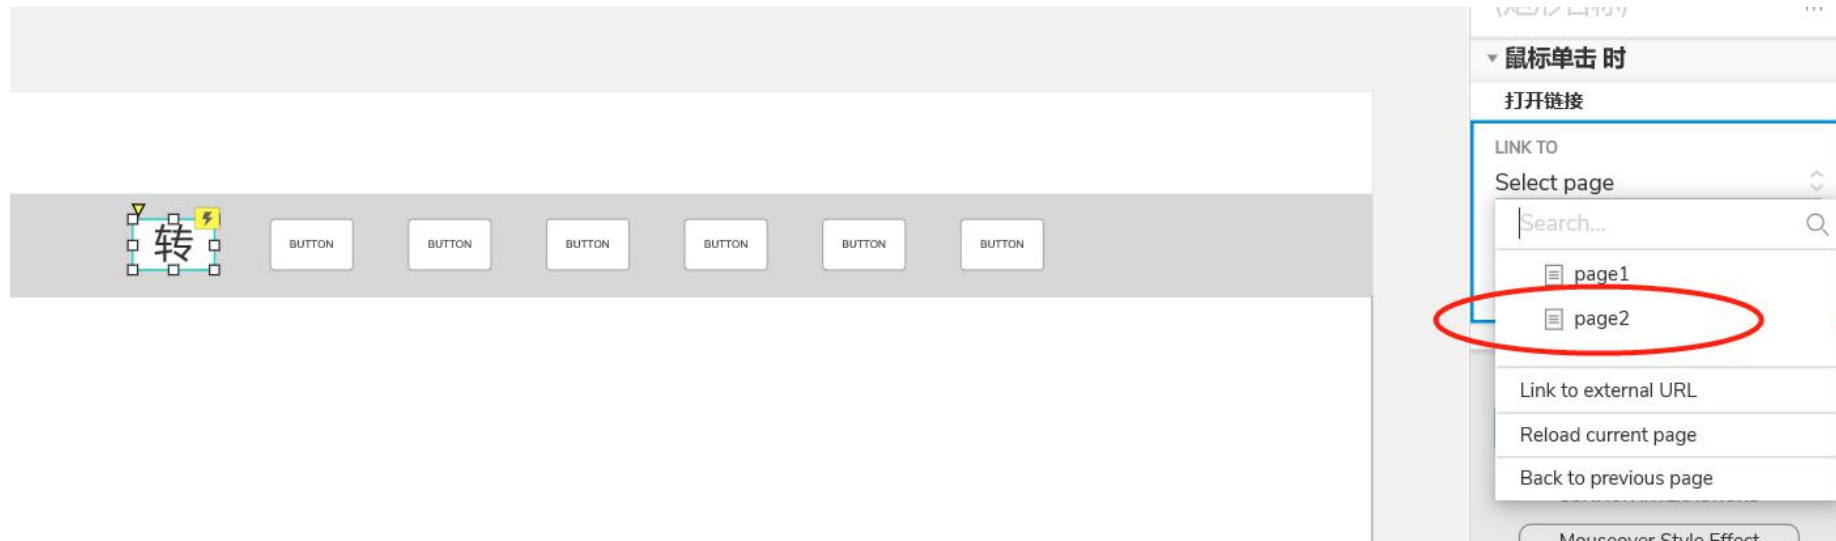 鼠标单击 时
打开链接
LINK TO
Select page
Search...
page1
page2
Link to external URL
Reload current page
Back to previous page
Mouseover Style Effect
转 BUTTON BUTTON BUTTON BUTTON BUTTON BUTTON